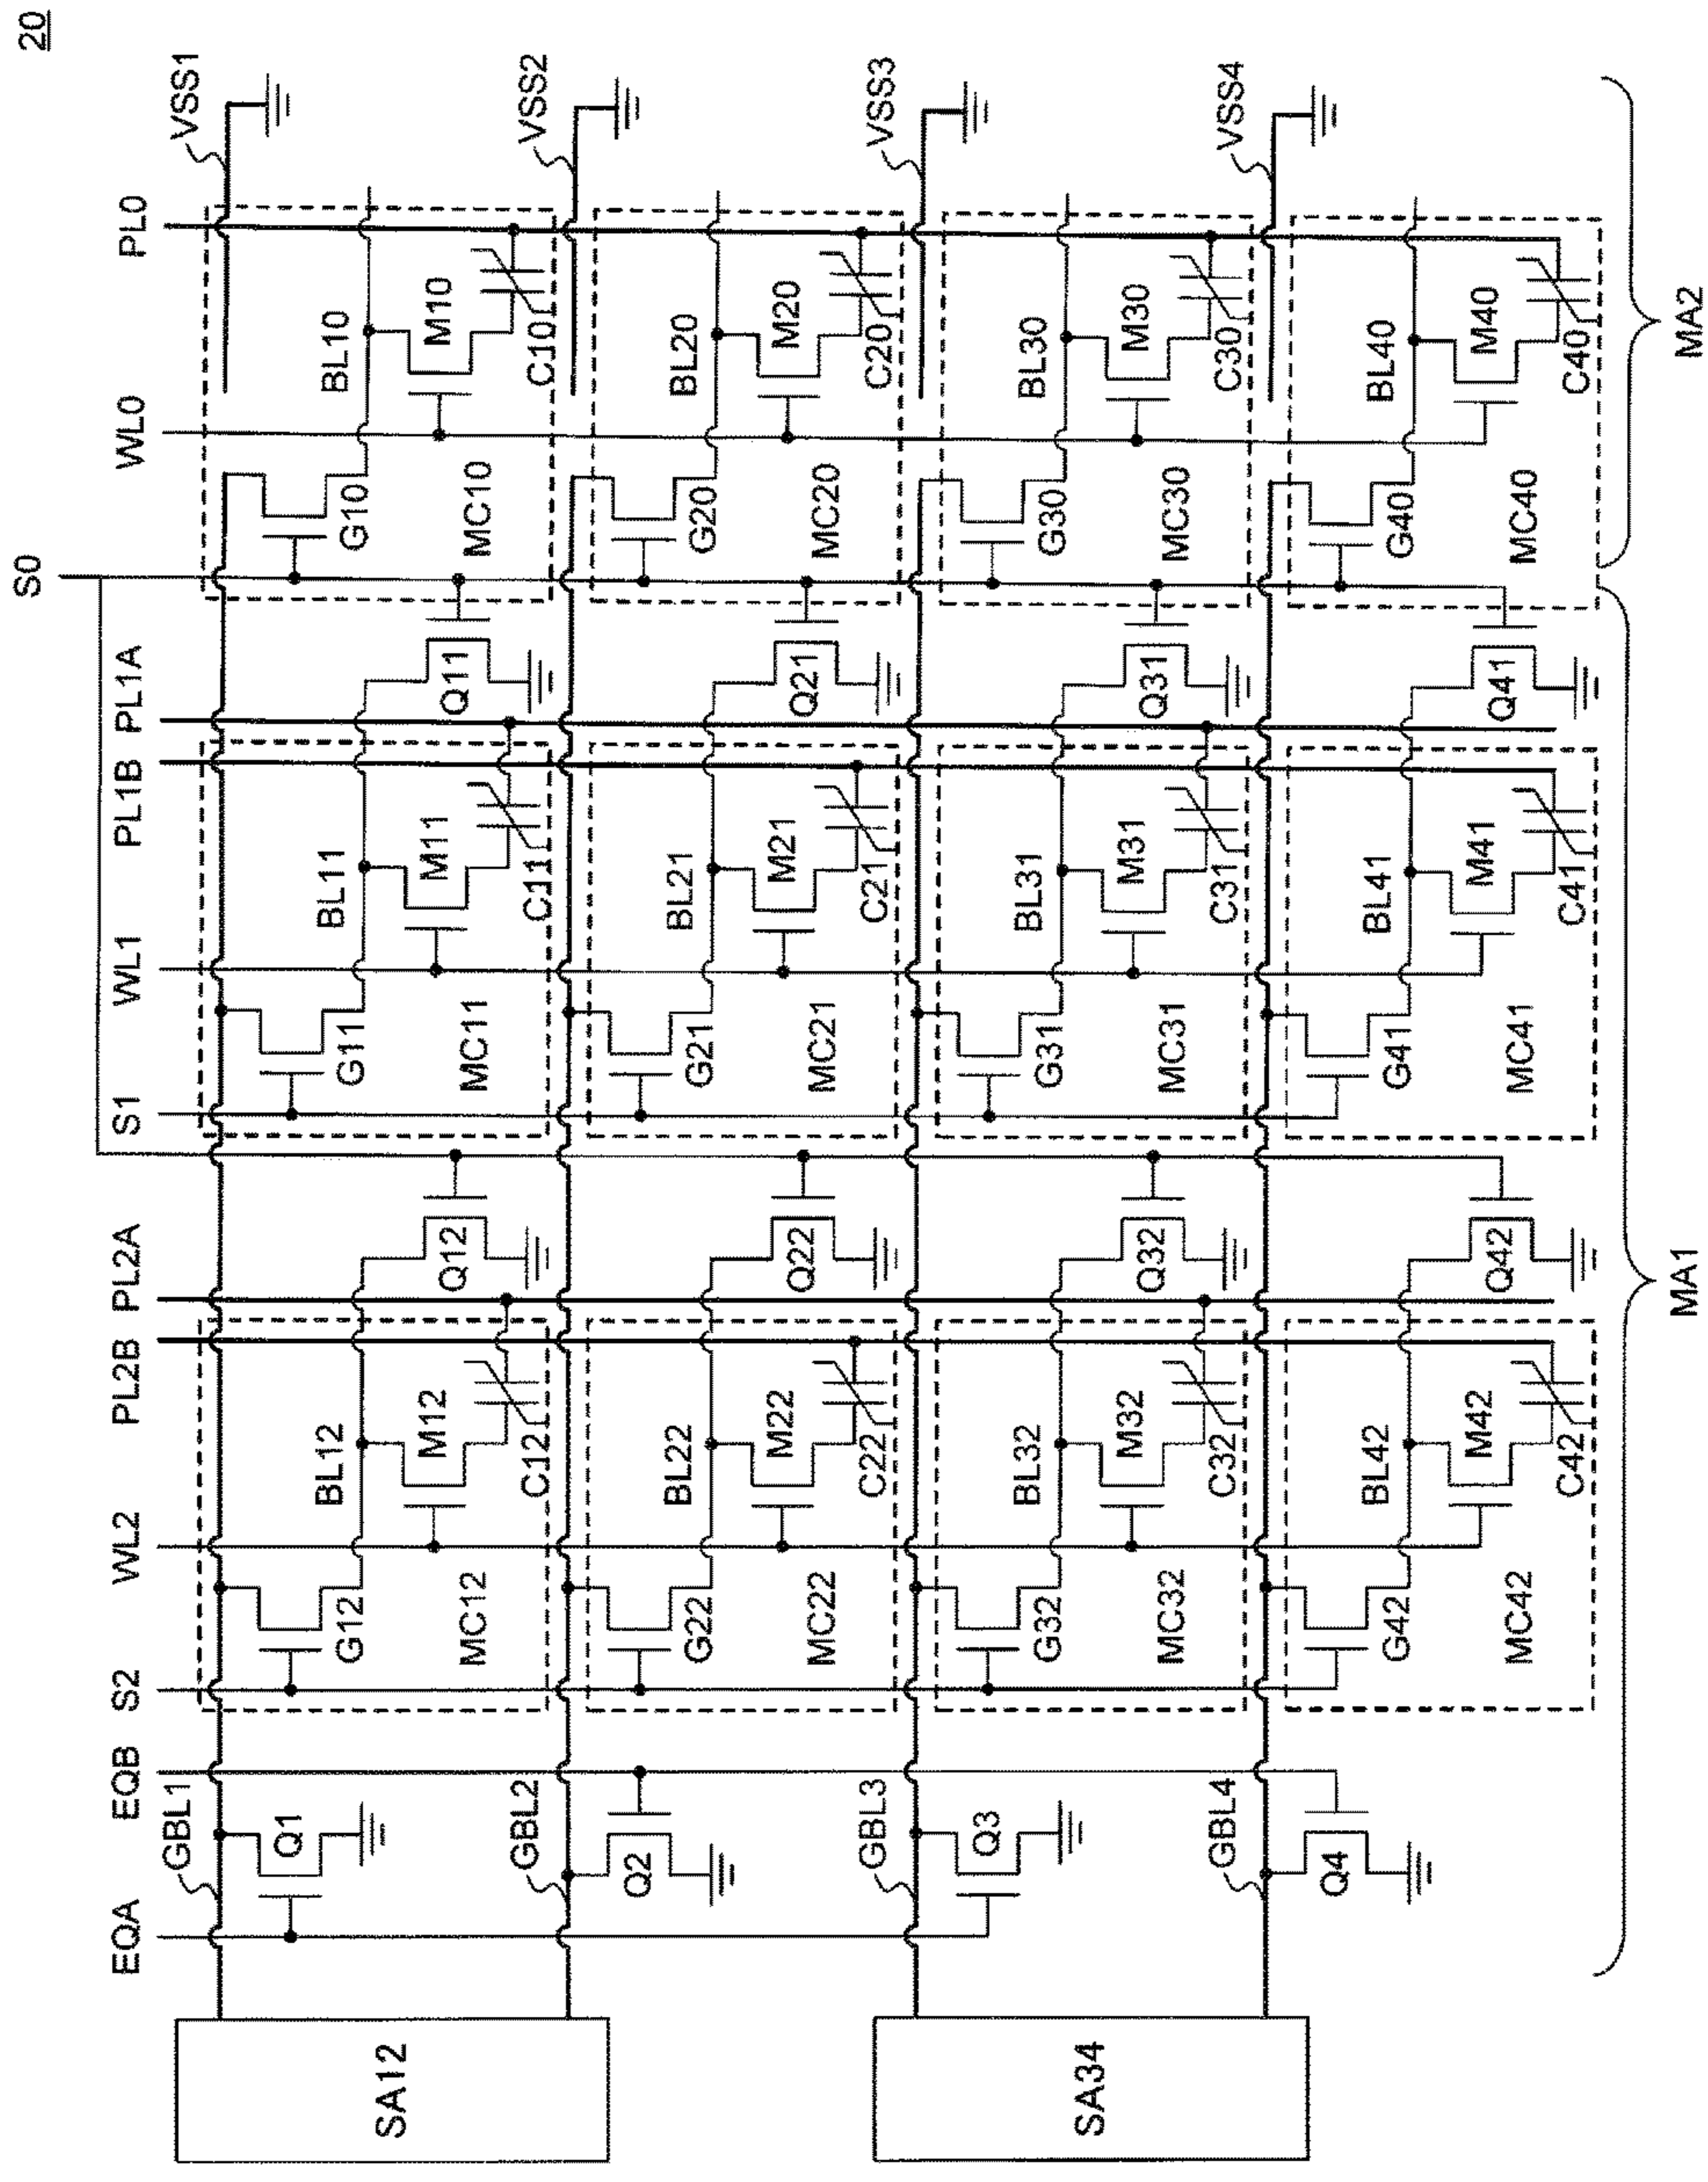 20
S0
EQA
EQB
S2
WL2
PL2B
PL2A
S1
WL1
PL1B
PL1A
WL0
PL0
VSS1
GBL1
Q1
G12
BL12
M12
C12
MC12
Q12
G11
BL11
M11
C11
MC11
Q11
G10
BL10
M10
C10
MC10
SA12
VSS2
GBL2
Q2
G22
BL22
M22
C22
MC22
Q22
G21
BL21
M21
C21
MC21
Q21
G20
BL20
M20
C20
MC20
VSS3
GBL3
Q3
G32
BL32
M32
C32
MC32
Q32
G31
BL31
M31
C31
MC31
Q31
G30
BL30
M30
C30
MC30
SA34
VSS4
GBL4
Q4
G42
BL42
M42
C42
MC42
Q42
G41
BL41
M41
C41
MC41
Q41
G40
BL40
M40
C40
MC40
MA1
MA2